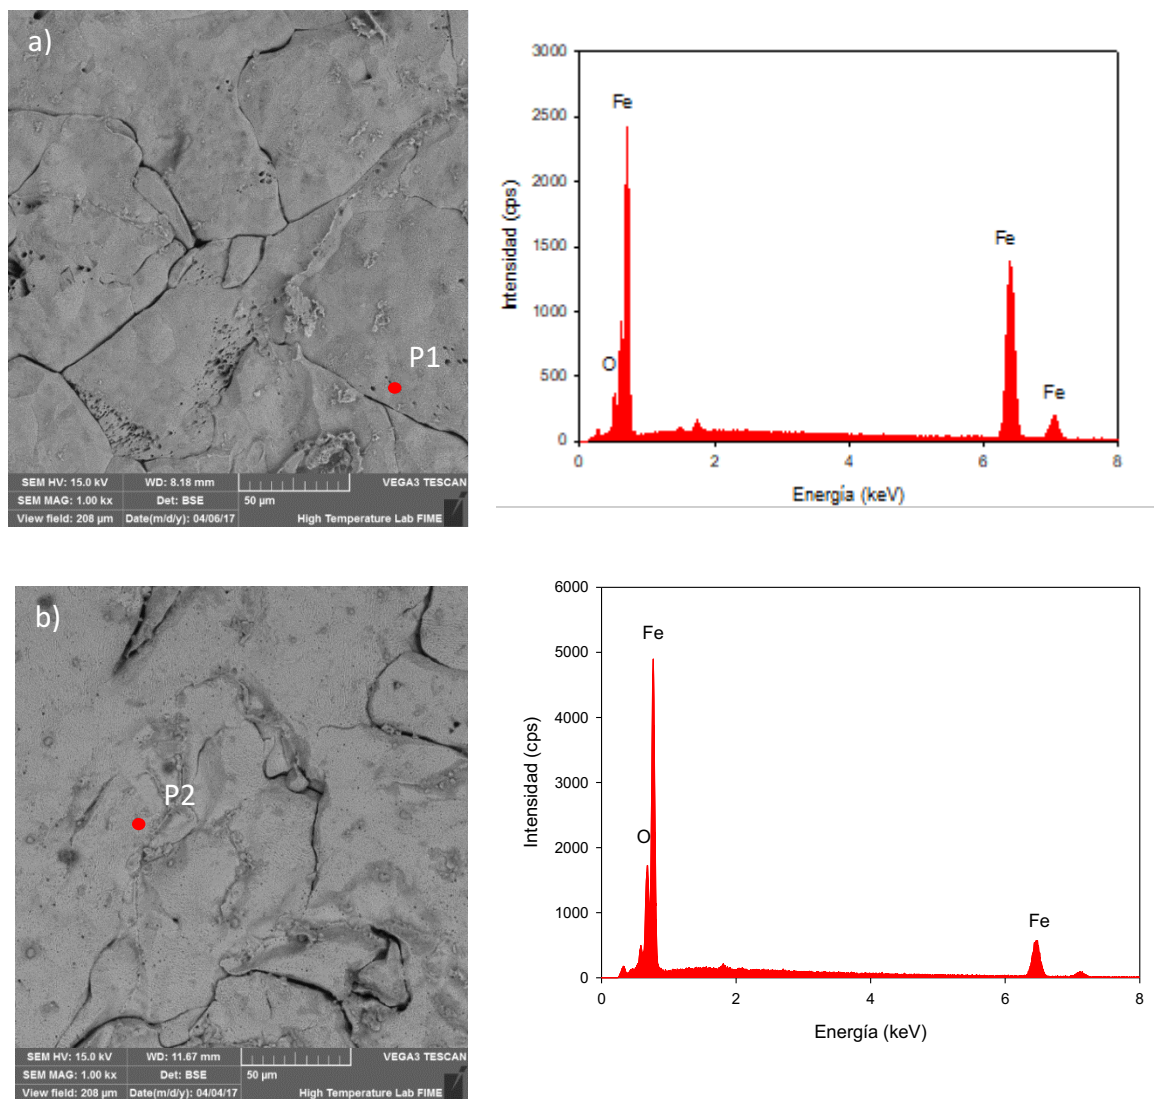 a)
P1
SEM HV: 15.0 kV WD: 8.18 mm VEGA3 TESCAN
SEM MAG: 1.00 kx Det: BSE 50 µm
View field: 208 µm Date(m/d/y): 04/06/17 High Temperature Lab FIME
3000
2500
2000
1500
1000
500
0
Intensidad (cps)
Fe
O
Fe
Fe
0 2 4 6 8
Energía (keV)
b)
P2
SEM HV: 15.0 kV WD: 11.67 mm VEGA3 TESCAN
SEM MAG: 1.00 kx Det: BSE 50 µm
View field: 208 µm Date(m/d/y): 04/04/17 High Temperature Lab FIME
6000
5000
4000
3000
2000
1000
0
Intensidad (cps)
Fe
O
Fe
0 2 4 6 8
Energía (keV)